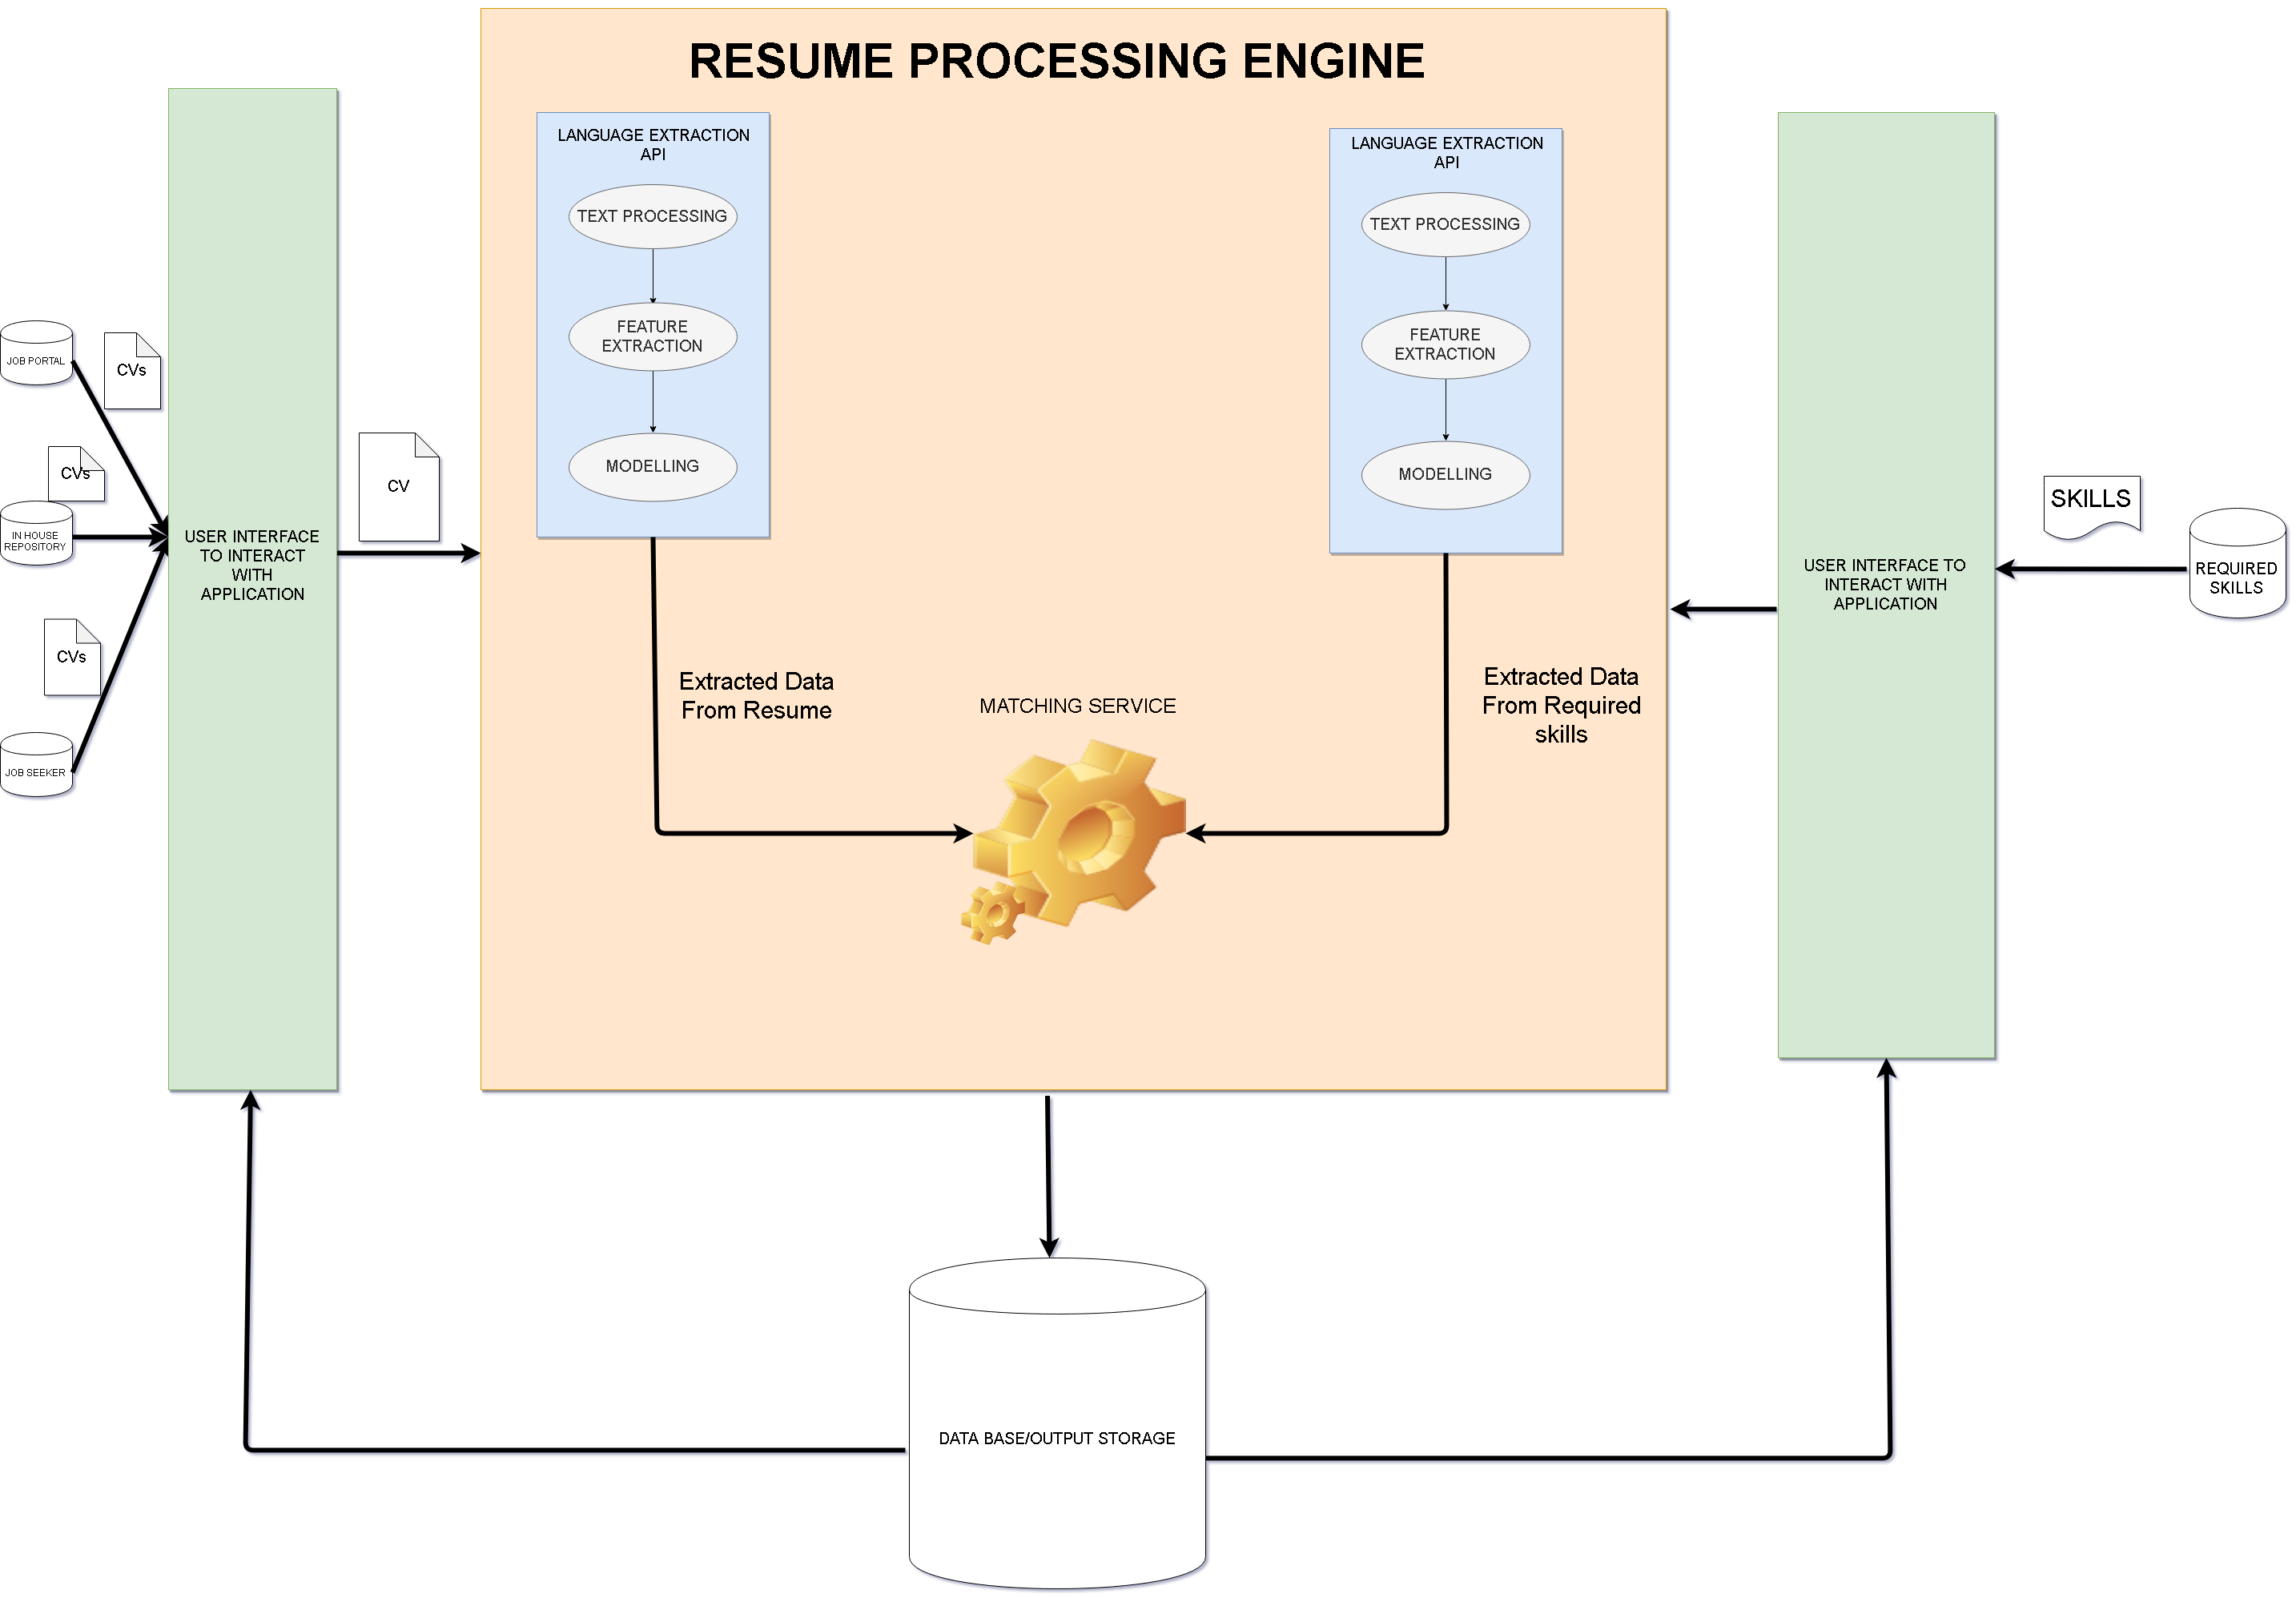 RESUME PROCESSING ENGINE
LANGUAGE EXTRACTION
API
TEXT PROCESSING
FEATURE
EXTRACTION
MODELLING
LANGUAGE EXTRACTION
API
TEXT PROCESSING
FEATURE
EXTRACTION
MODELLING
JOB PORTAL
CVs
CVs
IN HOUSE
REPOSITORY
CVs
JOB SEEKER
USER INTERFACE
TO INTERACT
WITH
APPLICATION
CV
Extracted Data
From Resume
MATCHING SERVICE
Extracted Data
From Required
skills
USER INTERFACE TO
INTERACT WITH
APPLICATION
SKILLS
REQUIRED
SKILLS
DATA BASE/OUTPUT STORAGE